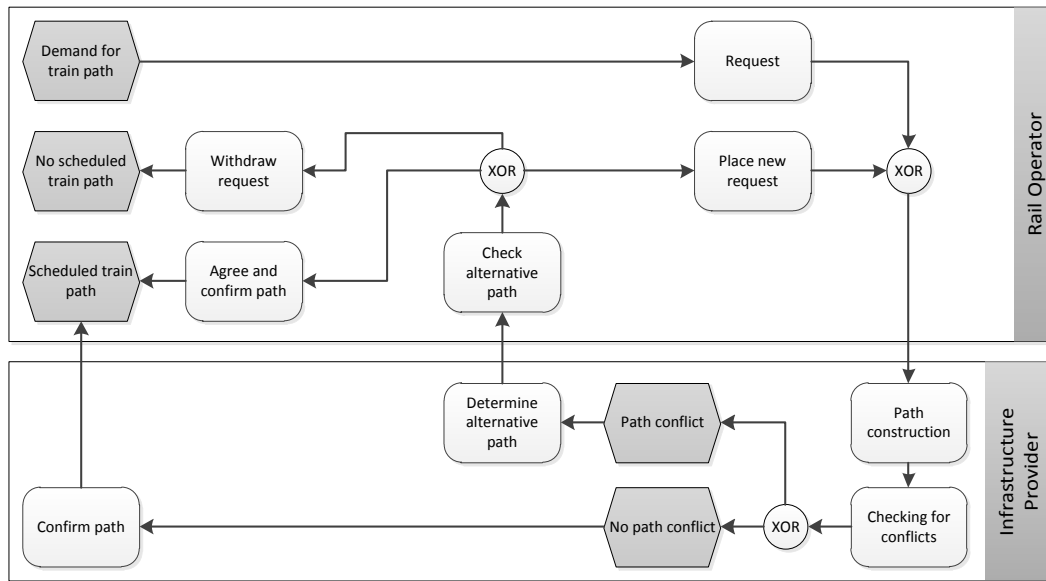 Demand for
train path
Request
Rail Operator
No scheduled
train path
Withdraw
request
XOR
Place new
request
XOR
Scheduled train
path
Agree and
confirm path
Check
alternative
path
Determine
alternative
path
Path conflict
Path
construction
Infrastructure
Provider
Confirm path
No path conflict
XOR
Checking for
conflicts